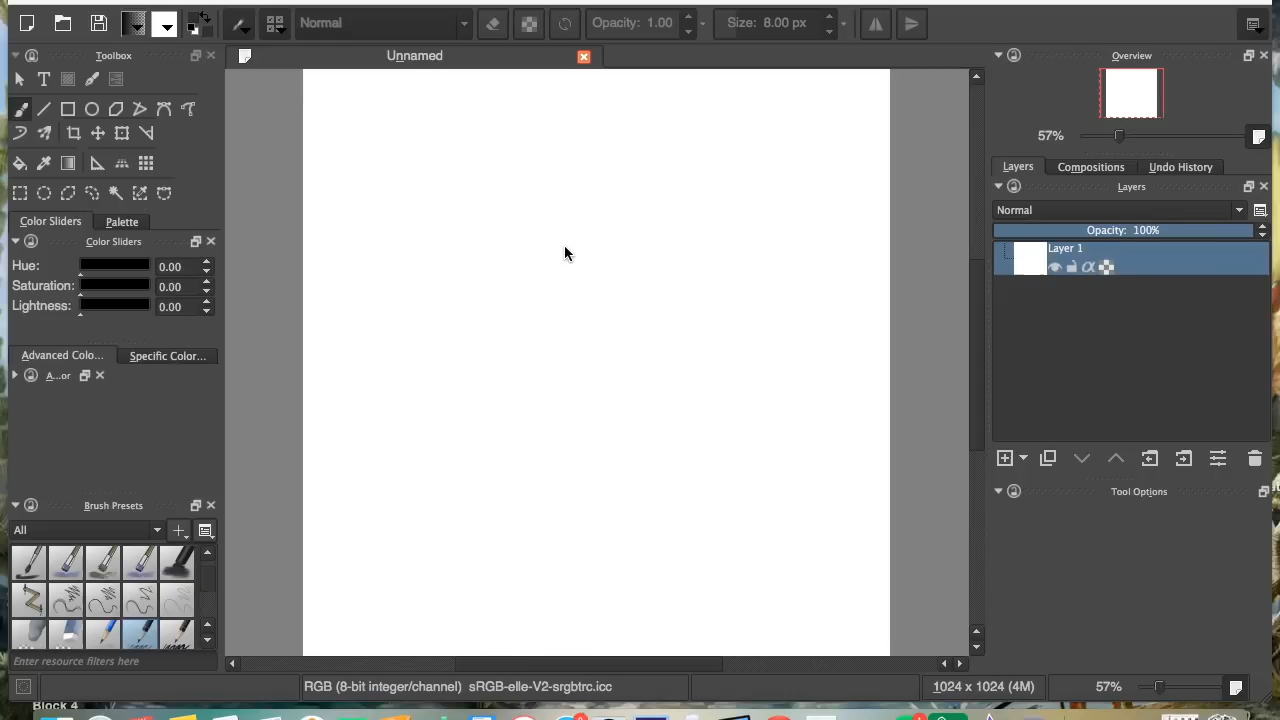 Normal
Opacity: 1.00
Size: 8.00 px
Toolbox
Unnamed
Overview
57%
Layers
Compositions
Undo History
Layers
Normal
Opacity: 100%
Layer 1
Color Sliders
Palette
Color Sliders
Hue:
0.00
Saturation:
0.00
Lightness:
0.00
Advanced Colo...
Specific Color...
A...or
Tool Options
Brush Presets
All
Enter resource filters here
RGB (8-bit integer/channel) sRGB-elle-V2-srgbtrc.icc
1024 x 1024 (4M)
57%
Block 4